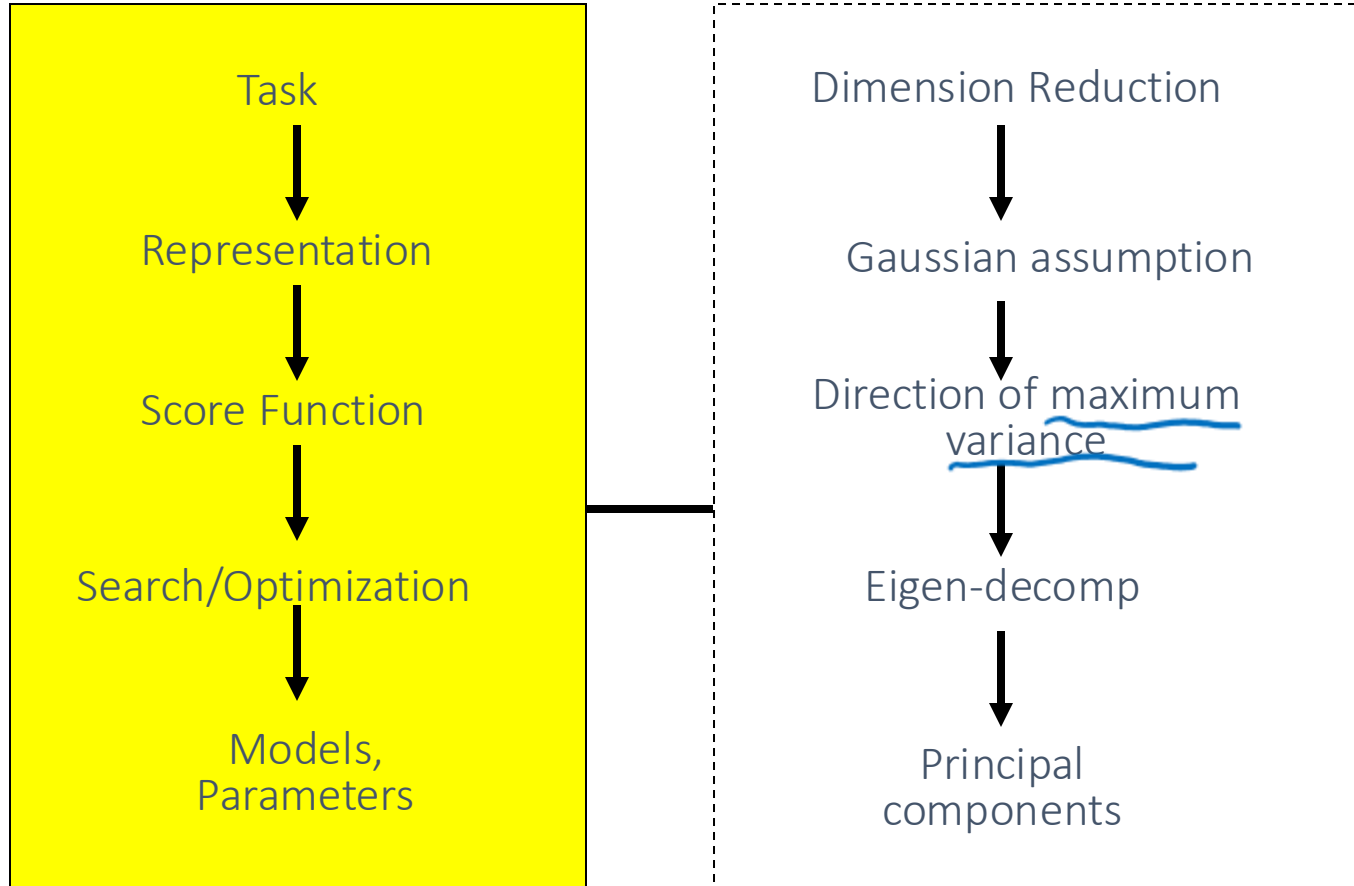 Task
Representation
Score Function
Search/Optimization
Models,
Parameters
Dimension Reduction
Gaussian assumption
Direction of maximum
variance
Eigen-decomp
Principal
components